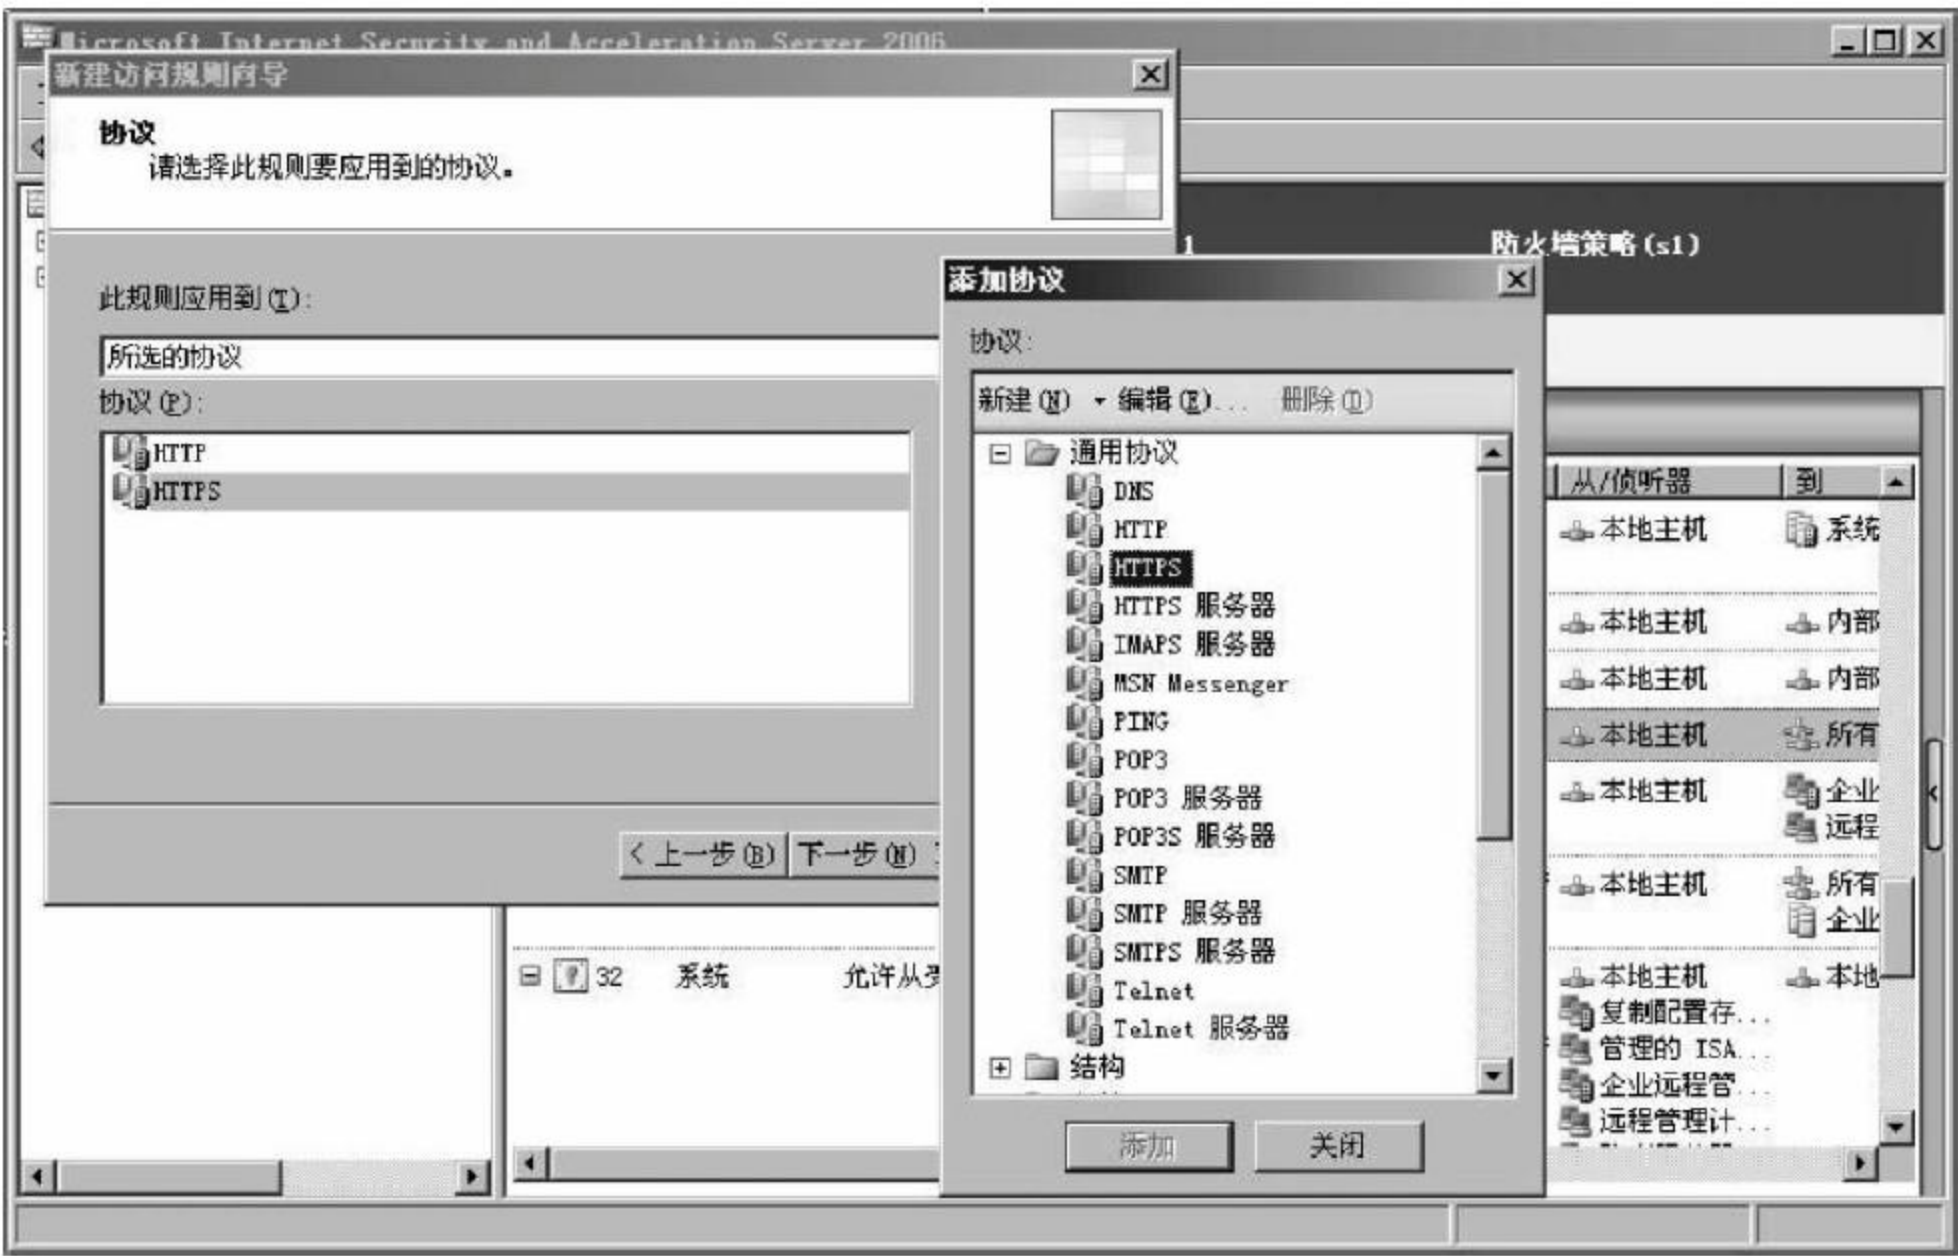 Microsoft Internet Security and Acceleration Server 2006
新建访问规则向导
协议
请选择此规则要应用到的协议。
此规则应用到(T):
所选的协议
协议(P):
HTTP
HTTPS
< 上一步(B)
下一步(N)
1
防火墙策略(s1)
添加协议
协议:
新建(N) 编辑(E)... 删除(D)
通用协议
DNS
HTTP
HTTPS
HTTPS 服务器
IMAPS 服务器
MSN Messenger
PING
POP3
POP3 服务器
POP3S 服务器
SMTP
SMTP 服务器
SMTPS 服务器
Telnet
Telnet 服务器
结构
添加 关闭
从/侦听器 到
本地主机 系统
本地主机 内部
本地主机 内部
本地主机 所有
本地主机 企业
远程
本地主机 所有
企业
32 系统 允许从受
本地主机 本地
复制配置存...
管理的 ISA...
企业远程管...
远程管理计...